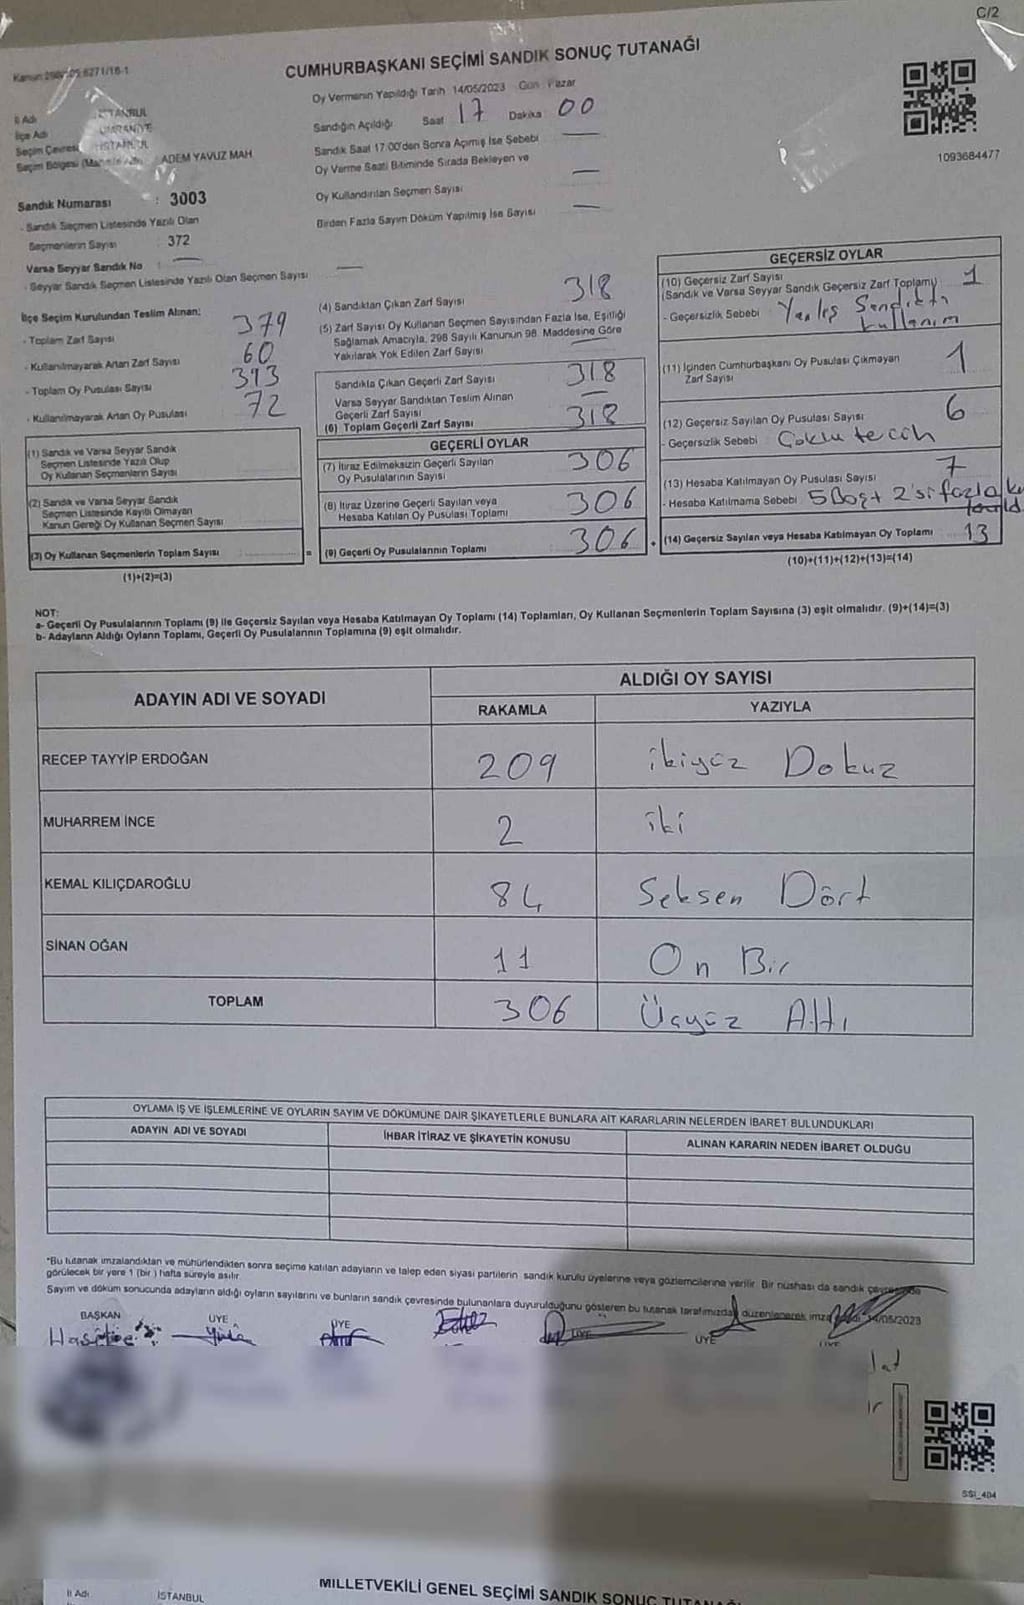 C/2
CUMHURBAŞKANI SEÇİMİ SANDIK SONUÇ TUTANAĞI
Oy Vermenin Yapıldığı Tarih 14/05/2023 Gün Pazar
İl Adı İSTANBUL
İlçe Adı ÜMRANİYE
Seçim Çevresi İSTANBUL
Seçim Bölgesi ADEM YAVUZ MAH
Sandık Numarası : 3003
- Sandık Seçmen Listesinde Yazılı Olan
Seçmenlerin Sayısı : 372
Varsa Seyyar Sandık No : —
- Seyyar Sandık Seçmen Listesinde Yazılı Olan Seçmen Sayısı —
Sandığın Açıldığı Saat 17 Dakika 00
Sandık Saat 17:00'den Sonra Açılmış İse Sebebi —
Oy Verme Saati Bitiminde Sırada Bekleyen ve
Oy Kullandırılan Seçmen Sayısı —
Birden Fazla Sayım Döküm Yapılmış İse Sayısı —
1093684477
İlçe Seçim Kurulundan Teslim Alınan;
- Toplam Zarf Sayısı 379
- Kullanılmayarak Artan Zarf Sayısı 60
- Toplam Oy Pusulası Sayısı 393
- Kullanılmayarak Artan Oy Pusulası 72
(1) Sandık ve Varsa Seyyar Sandık
Seçmen Listesinde Yazılı Olup
Oy Kullanan Seçmenlerin Sayısı
(2) Sandık ve Varsa Seyyar Sandık
Seçmen Listesinde Kayıtlı Olmayan
Kanun Gereği Oy Kullanan Seçmen Sayısı
(3) Oy Kullanan Seçmenlerin Toplam Sayısı =
(1)+(2)=(3)
(4) Sandıktan Çıkan Zarf Sayısı 318
(5) Zarf Sayısı Oy Kullanan Seçmen Sayısından Fazla İse, Eşitliği
Sağlamak Amacıyla, 298 Sayılı Kanunun 98. Maddesine Göre
Yakılarak Yok Edilen Zarf Sayısı —
Sandıkta Çıkan Geçerli Zarf Sayısı 318
Varsa Seyyar Sandıktan Teslim Alınan
Geçerli Zarf Sayısı
(6) Toplam Geçerli Zarf Sayısı 318
GEÇERLİ OYLAR
(7) İtiraz Edilmeksizin Geçerli Sayılan
Oy Pusulalarının Sayısı 306
(8) İtiraz Üzerine Geçerli Sayılan veya
Hesaba Katılan Oy Pusulası Toplamı 306
(9) Geçerli Oy Pusulalarının Toplamı 306
GEÇERSİZ OYLAR
(10) Geçersiz Zarf Sayısı
(Sandık ve Varsa Seyyar Sandık Geçersiz Zarf Toplamı) 1
- Geçersizlik Sebebi Yanlış Sandıkta
kullanım
(11) İçinden Cumhurbaşkanı Oy Pusulası Çıkmayan
Zarf Sayısı 1
(12) Geçersiz Sayılan Oy Pusulası Sayısı 6
- Geçersizlik Sebebi Çoklu tercih
(13) Hesaba Katılmayan Oy Pusulası Sayısı 7
- Hesaba Katılmama Sebebi 5 Boş + 2'si fazla
(14) Geçersiz Sayılan veya Hesaba Katılmayan Oy Toplamı 13
(10)+(11)+(12)+(13)=(14)
NOT:
a- Geçerli Oy Pusulalarının Toplamı (9) ile Geçersiz Sayılan veya Hesaba Katılmayan Oy Toplamı (14) Toplamları, Oy Kullanan Seçmenlerin Toplam Sayısına (3) eşit olmalıdır. (9)+(14)=(3)
b- Adayların Aldığı Oyların Toplamı, Geçerli Oy Pusulalarının Toplamına (9) eşit olmalıdır.
ADAYIN ADI VE SOYADI ALDIĞI OY SAYISI
RAKAMLA YAZIYLA
RECEP TAYYİP ERDOĞAN 209 ikiyüz Dokuz
MUHARREM İNCE 2 iki
KEMAL KILIÇDAROĞLU 84 Seksen Dört
SİNAN OĞAN 11 On Bir
TOPLAM 306 Üçyüz Altı
OYLAMA İŞ VE İŞLEMLERİNE VE OYLARIN SAYIM VE DÖKÜMÜNE DAİR ŞİKAYETLERLE BUNLARA AİT KARARLARIN NELERDEN İBARET BULUNDUKLARI
ADAYIN ADI VE SOYADI İHBAR İTİRAZ VE ŞİKAYETİN KONUSU ALINAN KARARIN NEDEN İBARET OLDUĞU
*Bu tutanak imzalandıktan ve mühürlendikten sonra seçime katılan adayların ve talep eden siyasi partilerin sandık kurulu üyelerine veya gözlemcilerine verilir. Bir nüshası da sandık çevresinde
görülecek bir yere 1 (bir) hafta süreyle asılır.
Sayım ve döküm sonucunda adayların aldığı oyların sayılarını ve bunların sandık çevresinde bulunanlara duyurulduğunu gösteren bu tutanak tarafımızdan düzenlenerek 14/05/2023
BAŞKAN ÜYE ÜYE ÜYE ÜYE ÜYE
SSI_404
MİLLETVEKİLİ GENEL SEÇİMİ SANDIK SONUÇ TUTANAĞI
İl Adı İSTANBUL